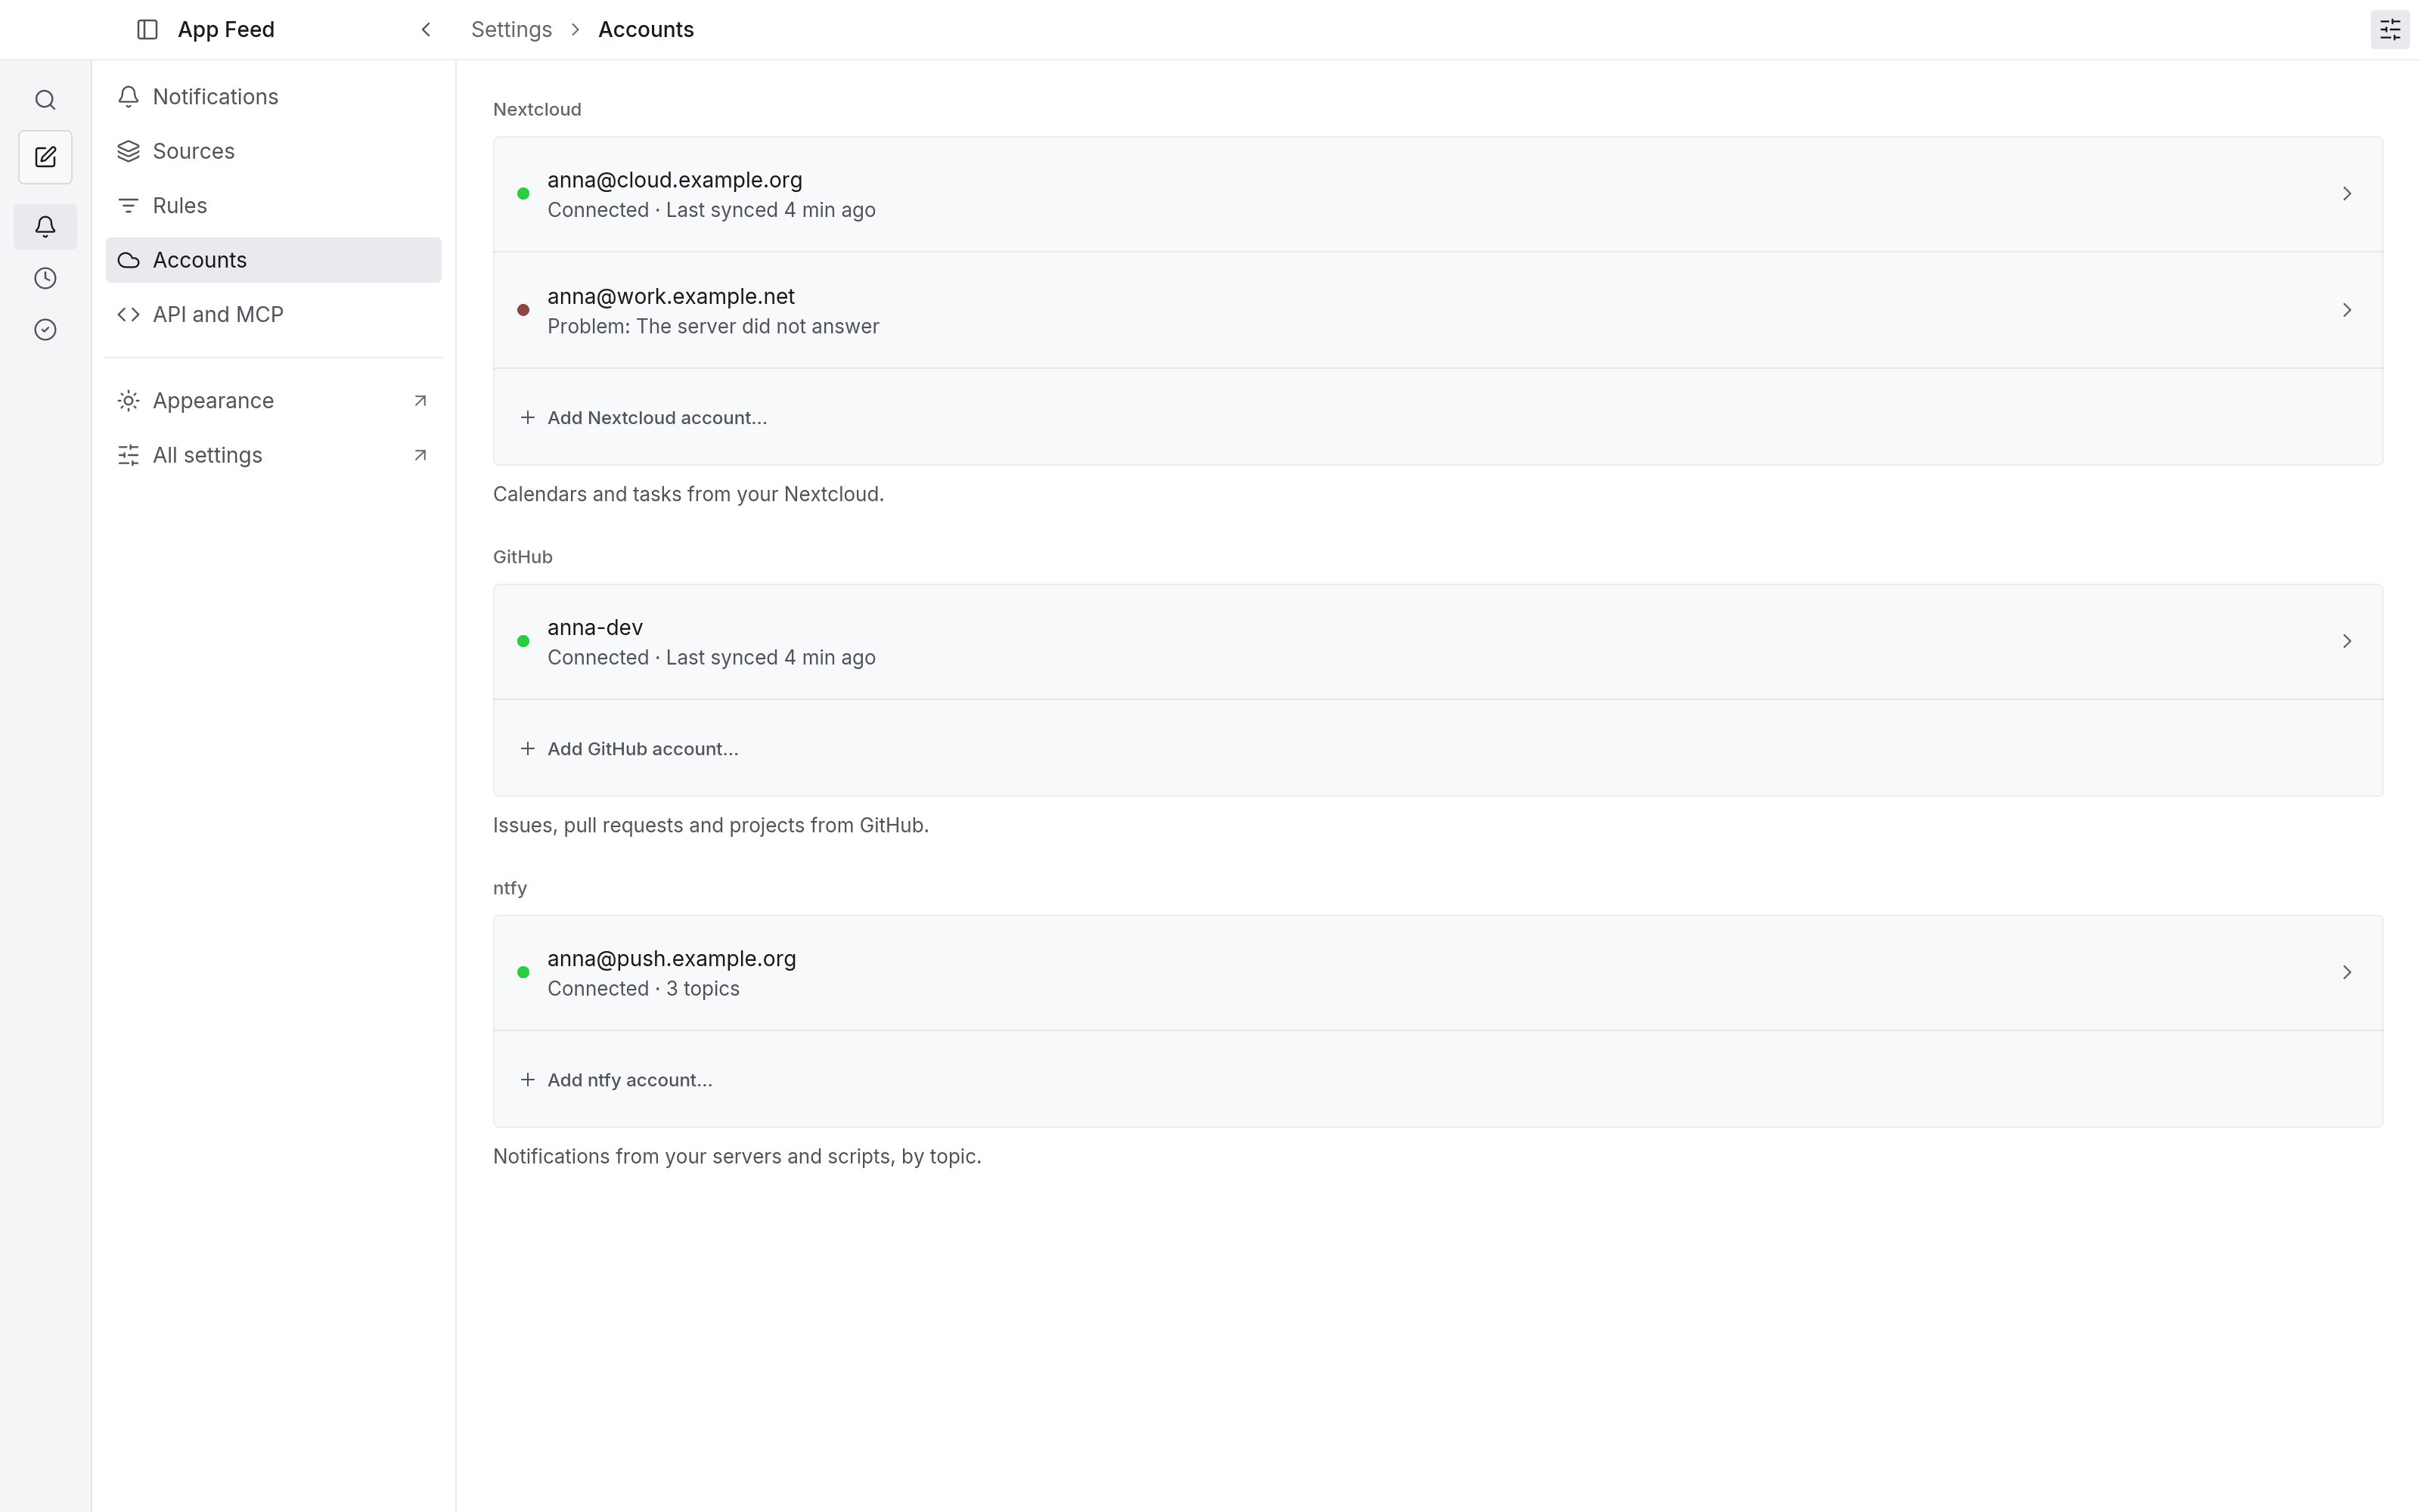 App Feed
Settings > Accounts
Notifications
Sources
Rules
Accounts
API and MCP
Appearance
All settings
Nextcloud
anna@cloud.example.org
Connected · Last synced 4 min ago
anna@work.example.net
Problem: The server did not answer
Add Nextcloud account...
Calendars and tasks from your Nextcloud.
GitHub
anna-dev
Connected · Last synced 4 min ago
Add GitHub account...
Issues, pull requests and projects from GitHub.
ntfy
anna@push.example.org
Connected · 3 topics
Add ntfy account...
Notifications from your servers and scripts, by topic.